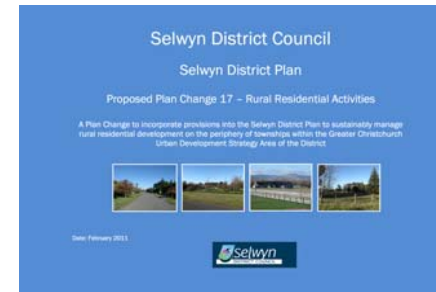 Selwyn District Council
Selwyn District Plan
Proposed Plan Change 17 – Rural Residential Activities
A Plan Change to incorporate provisions into the Selwyn District Plan to sustainably manage
rural residential development on the periphery of townships within the Greater Christchurch
Urban Development Strategy Area of the District
Date: February 2011
Selwyn
DISTRICT COUNCIL